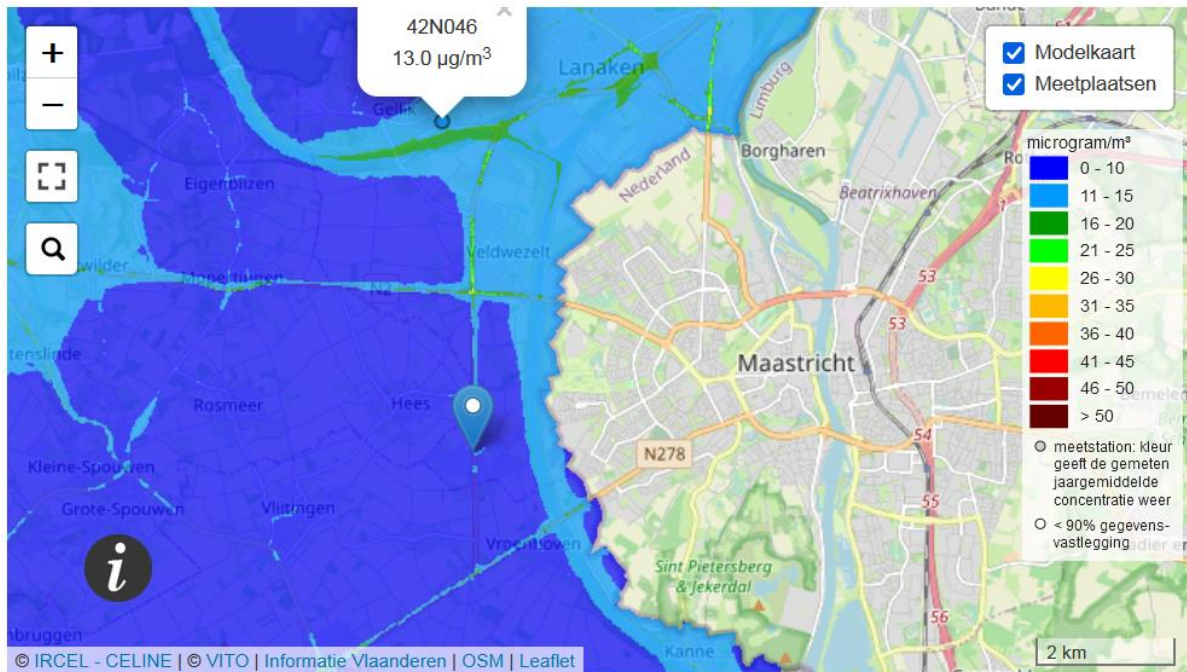 +
−
42N046
13.0 µg/m³
×
Lanaken
Gellik
Limburg
Nederland
Borgharen
Beatrixhaven
Eigenbilzen
Veldwezelt
wilder
Mopertingen
N2
53
53
Maastricht
tenslinde
Rosmeer
Hees
N278
54
Kleine-Spouwen
Grote-Spouwen
Vlijtingen
Vroenhoven
55
i
Sint Pietersberg
& Jekerdal
56
nbruggen
Kanne
Modelkaart
Meetplaatsen
microgram/m³
0 - 10
11 - 15
16 - 20
21 - 25
26 - 30
31 - 35
36 - 40
41 - 45
46 - 50
> 50
meetstation: kleur
geeft de gemeten
jaargemiddelde
concentratie weer
< 90% gegevens-
vastlegging
2 km
© IRCEL - CELINE | © VITO | Informatie Vlaanderen | OSM | Leaflet